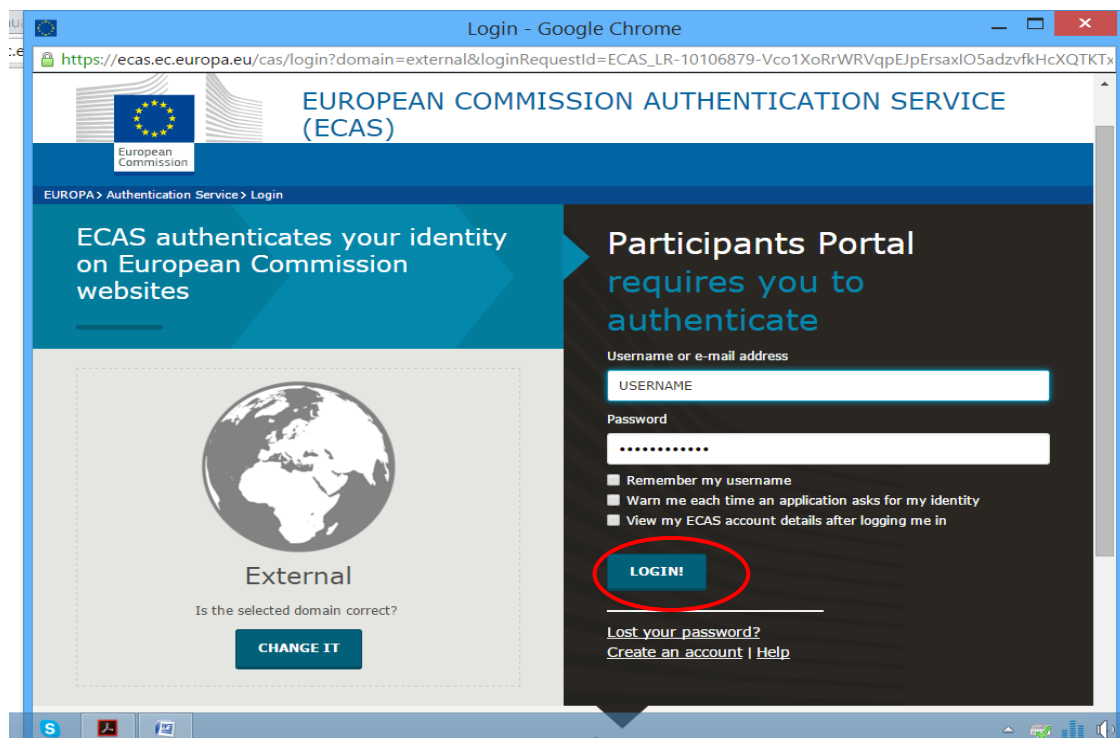 Login - Google Chrome
https://ecas.ec.europa.eu/cas/login?domain=external&loginRequestId=ECAS_LR-10106879-Vco1XoRrWRVqpEJpErsaxIO5adzvfkHcXQTKTx
EUROPEAN COMMISSION AUTHENTICATION SERVICE
(ECAS)
European
Commission
EUROPA > Authentication Service > Login
ECAS authenticates your identity
on European Commission
websites
External
Is the selected domain correct?
CHANGE IT
Participants Portal
requires you to
authenticate
Username or e-mail address
USERNAME
Password
••••••••••••
Remember my username
Warn me each time an application asks for my identity
View my ECAS account details after logging me in
LOGIN!
Lost your password?
Create an account | Help